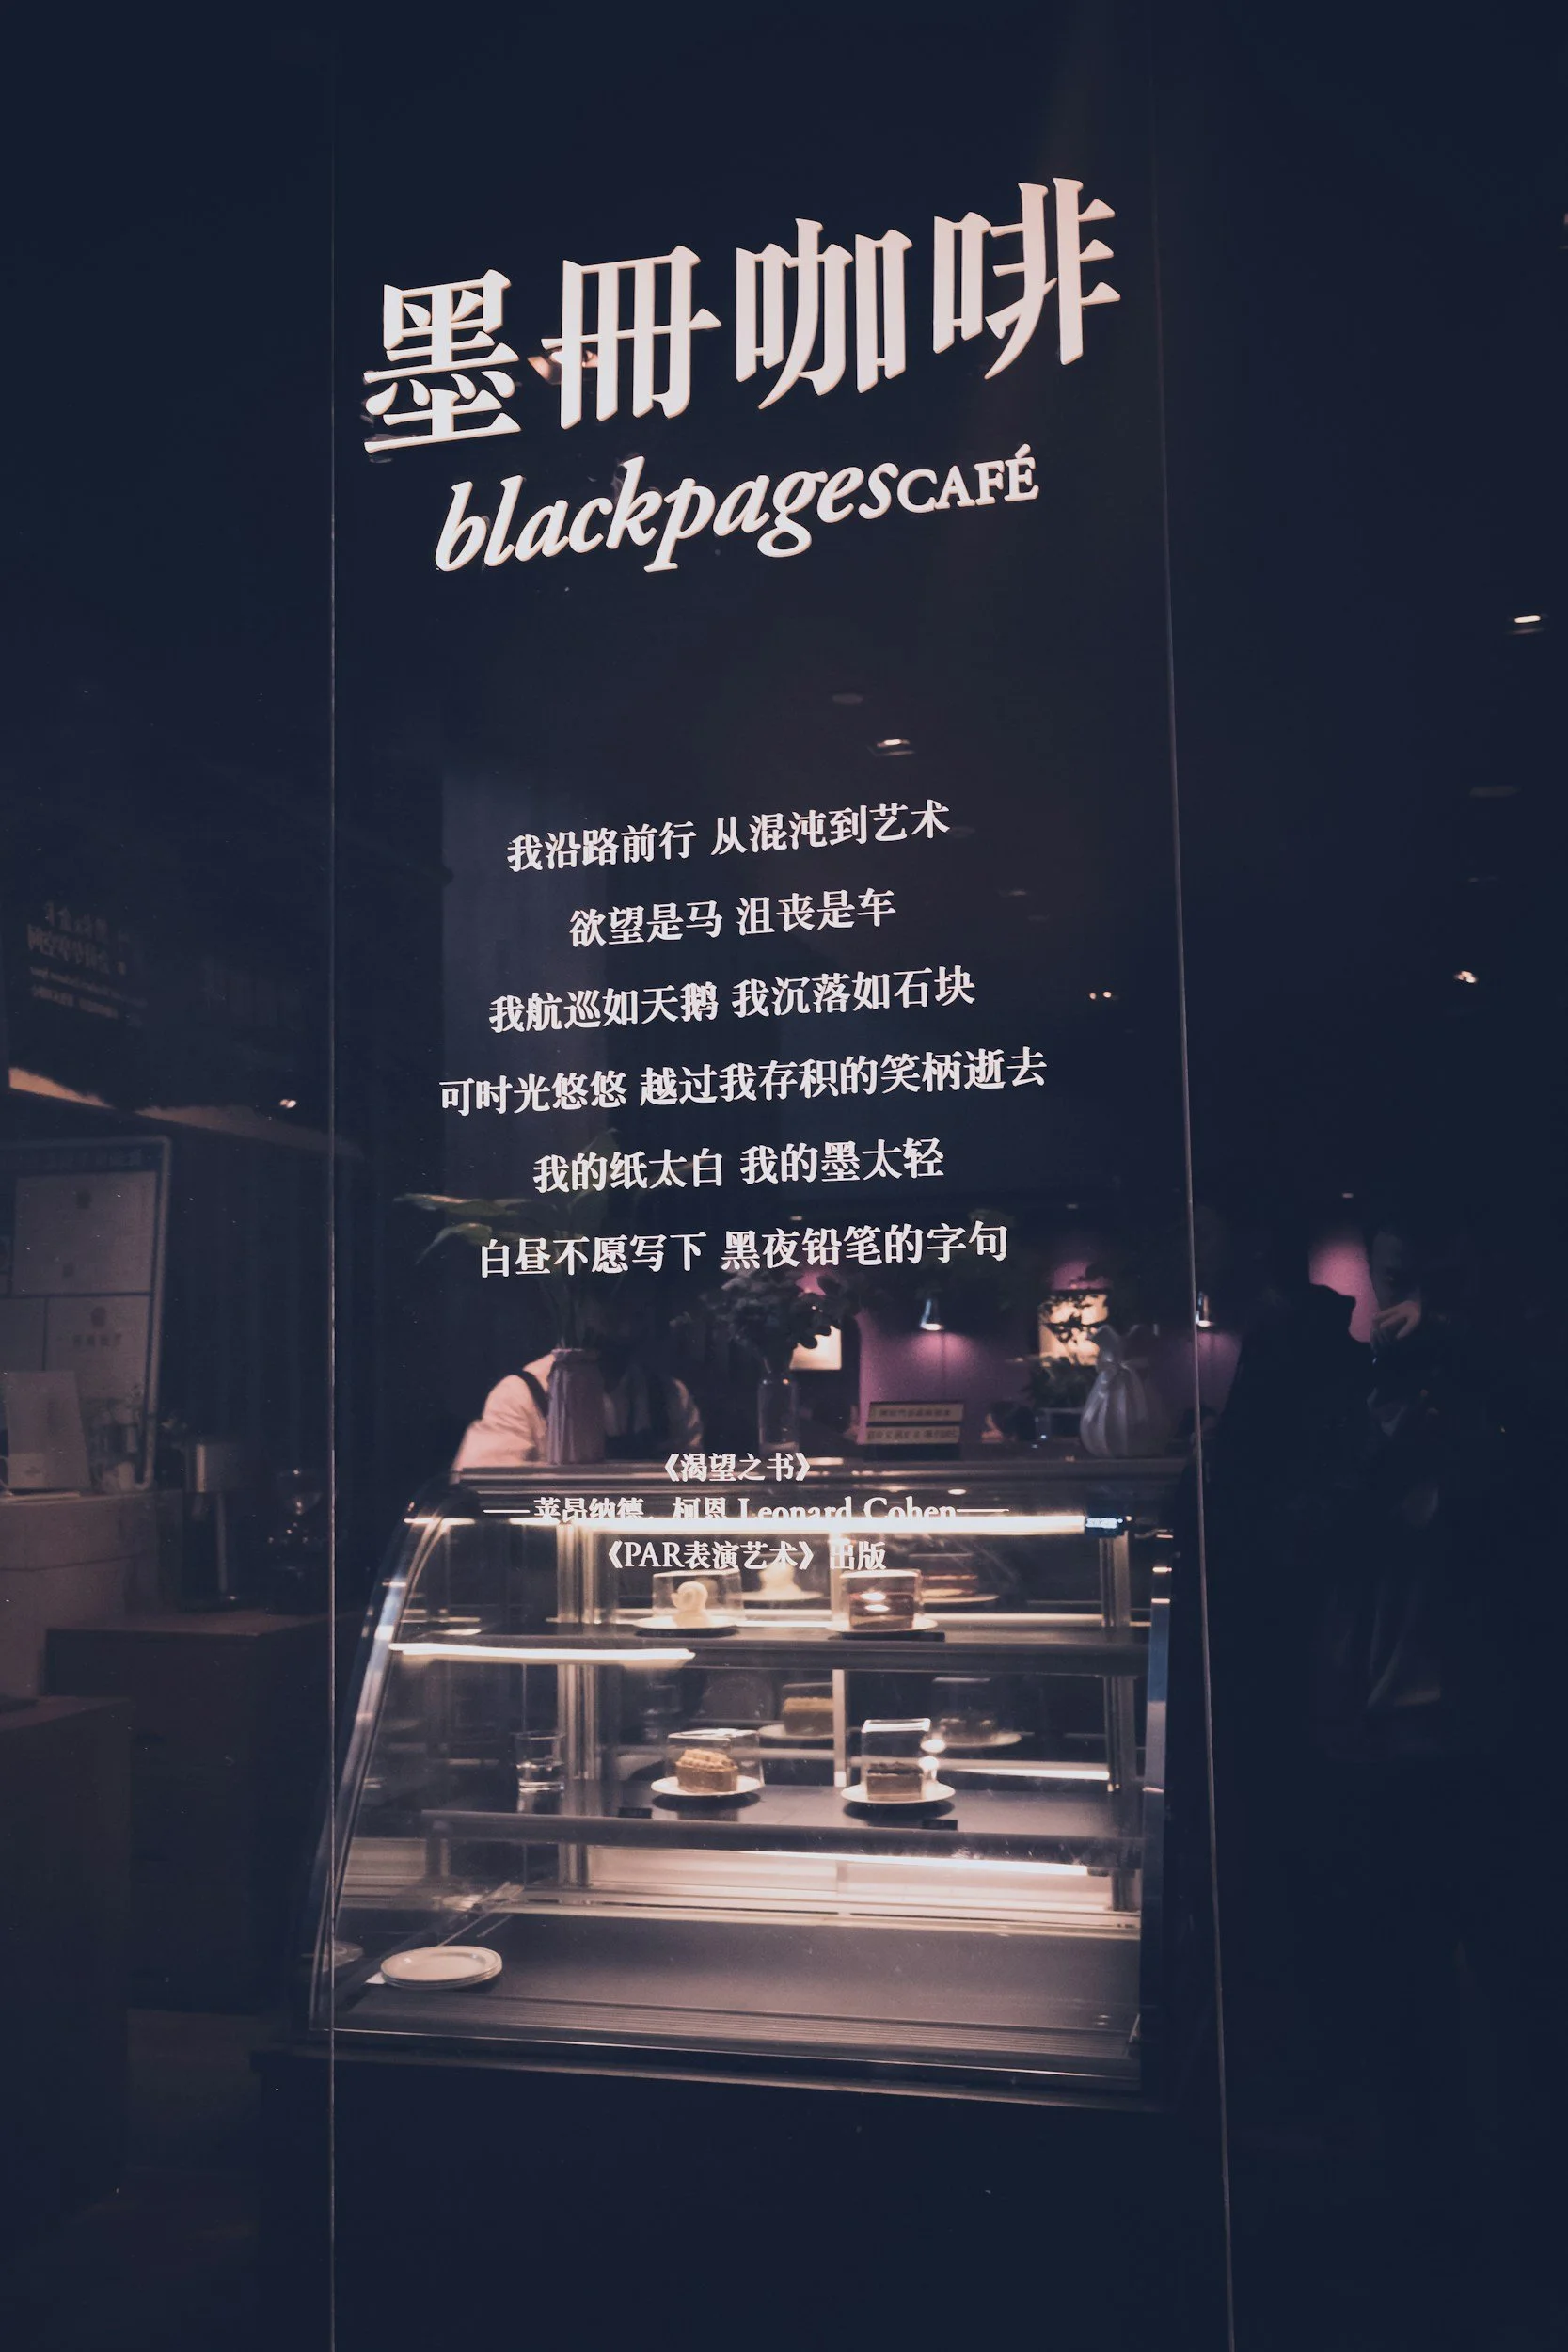 墨冊咖啡
blackpagesCAFÉ
我沿路前行 从混沌到艺术
欲望是马 沮丧是车
我航巡如天鹅 我沉落如石块
可时光悠悠 越过我存积的笑柄逝去
我的纸太白 我的墨太轻
白昼不愿写下 黑夜铅笔的字句
《渴望之书》
——莱昂纳德．柯恩 Leonard Cohen——
《PAR表演艺术》出版